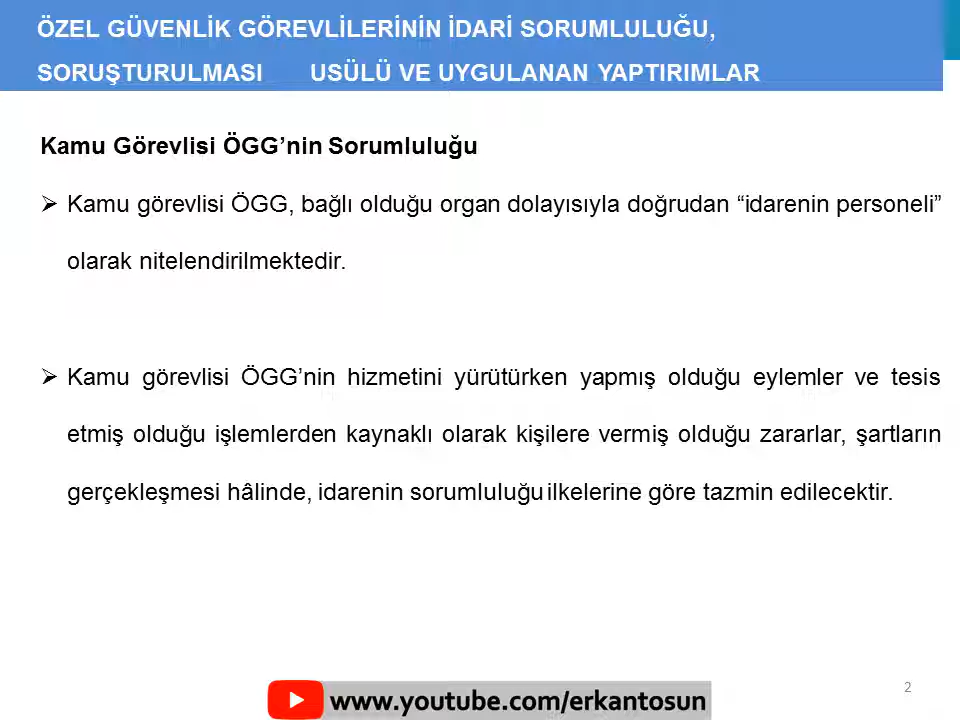 ÖZEL GÜVENLİK GÖREVLİLERİNİN İDARİ SORUMLULUĞU,
SORUŞTURULMASI USÜLÜ VE UYGULANAN YAPTIRIMLAR
Kamu Görevlisi ÖGG’nin Sorumluluğu
➢ Kamu görevlisi ÖGG, bağlı olduğu organ dolayısıyla doğrudan “idarenin personeli”
olarak nitelendirilmektedir.
➢ Kamu görevlisi ÖGG’nin hizmetini yürütürken yapmış olduğu eylemler ve tesis
etmiş olduğu işlemlerden kaynaklı olarak kişilere vermiş olduğu zararlar, şartların
gerçekleşmesi hâlinde, idarenin sorumluluğu ilkelerine göre tazmin edilecektir.
2
www.youtube.com/erkantosun